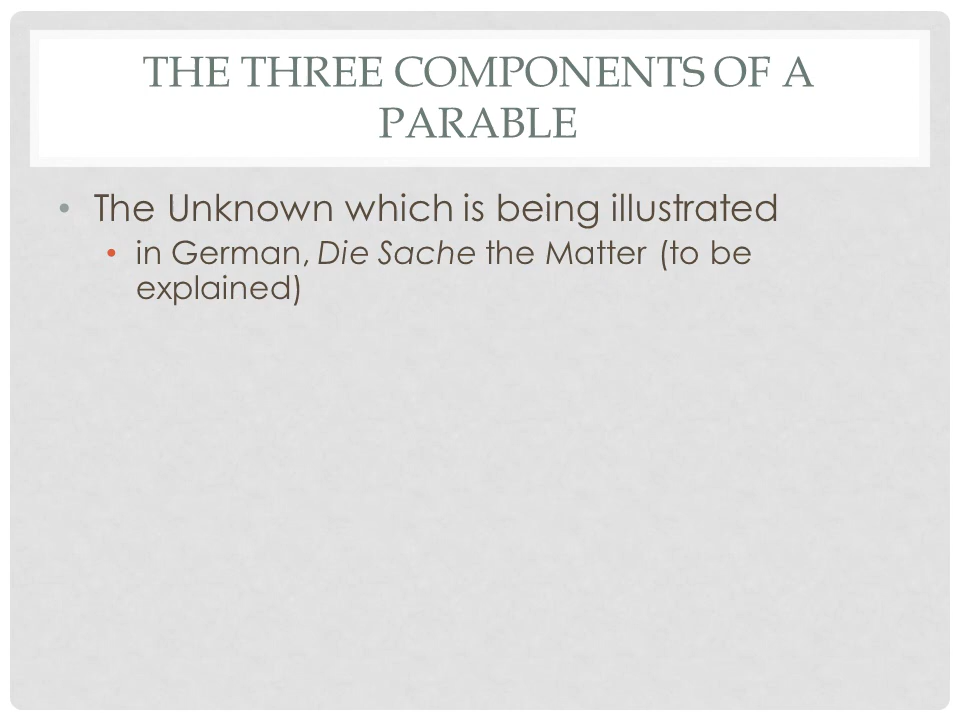 THE THREE COMPONENTS OF A
PARABLE
• The Unknown which is being illustrated
• in German, Die Sache the Matter (to be
explained)